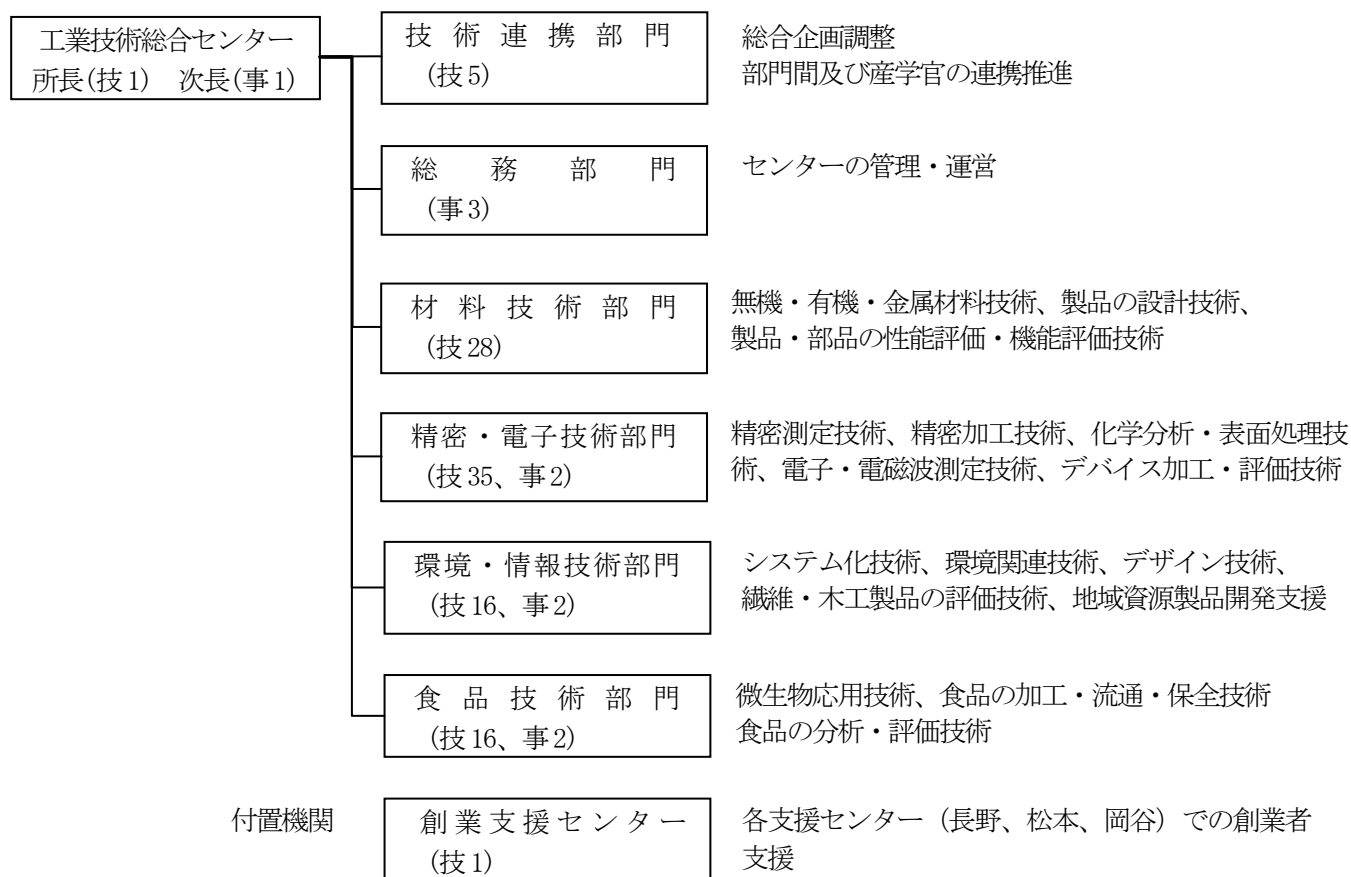 工業技術総合センター
所長(技1) 次長(事1)
技術連携部門
(技5)
総合企画調整
部門間及び産学官の連携推進
総務部門
(事3)
センターの管理・運営
材料技術部門
(技28)
無機・有機・金属材料技術、製品の設計技術、
製品・部品の性能評価・機能評価技術
精密・電子技術部門
(技35、事2)
精密測定技術、精密加工技術、化学分析・表面処理技
術、電子・電磁波測定技術、デバイス加工・評価技術
環境・情報技術部門
(技16、事2)
システム化技術、環境関連技術、デザイン技術、
繊維・木工製品の評価技術、地域資源製品開発支援
食品技術部門
(技16、事2)
微生物応用技術、食品の加工・流通・保全技術
食品の分析・評価技術
付置機関
創業支援センター
(技1)
各支援センター(長野、松本、岡谷)での創業者
支援